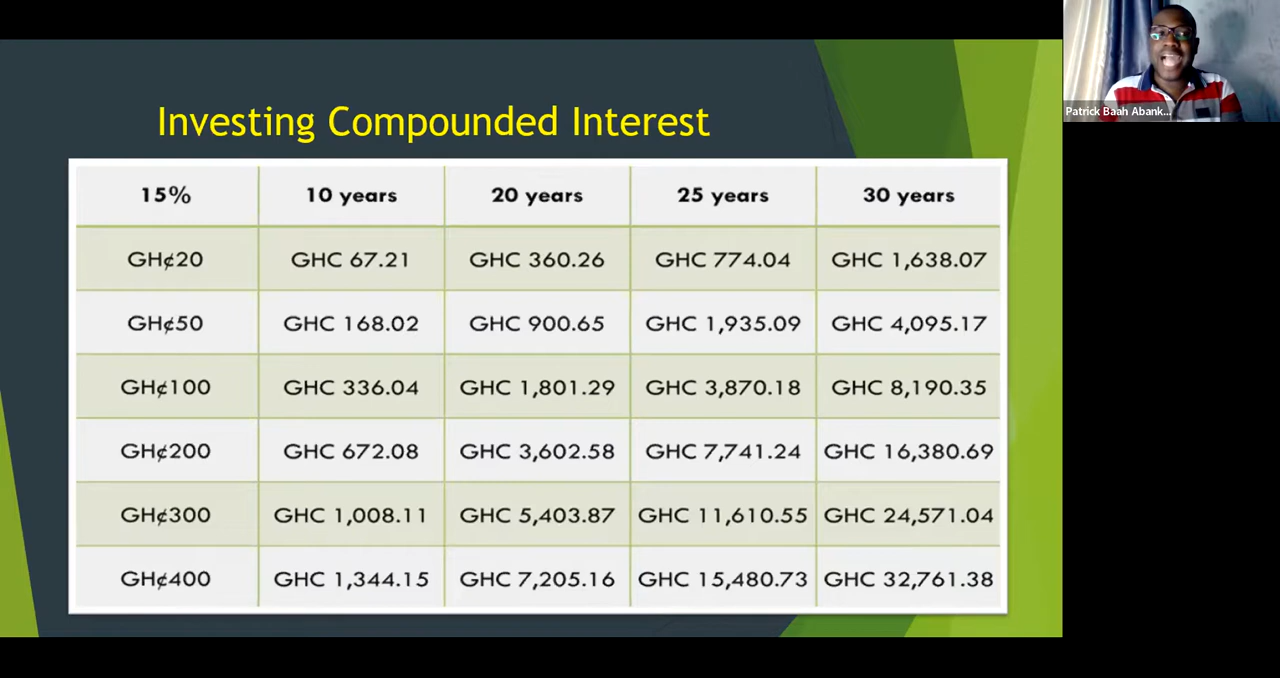 Investing Compounded Interest
15% 10 years 20 years 25 years 30 years
GH¢20 GHC 67.21 GHC 360.26 GHC 774.04 GHC 1,638.07
GH¢50 GHC 168.02 GHC 900.65 GHC 1,935.09 GHC 4,095.17
GH¢100 GHC 336.04 GHC 1,801.29 GHC 3,870.18 GHC 8,190.35
GH¢200 GHC 672.08 GHC 3,602.58 GHC 7,741.24 GHC 16,380.69
GH¢300 GHC 1,008.11 GHC 5,403.87 GHC 11,610.55 GHC 24,571.04
GH¢400 GHC 1,344.15 GHC 7,205.16 GHC 15,480.73 GHC 32,761.38
Patrick Baah Abank...